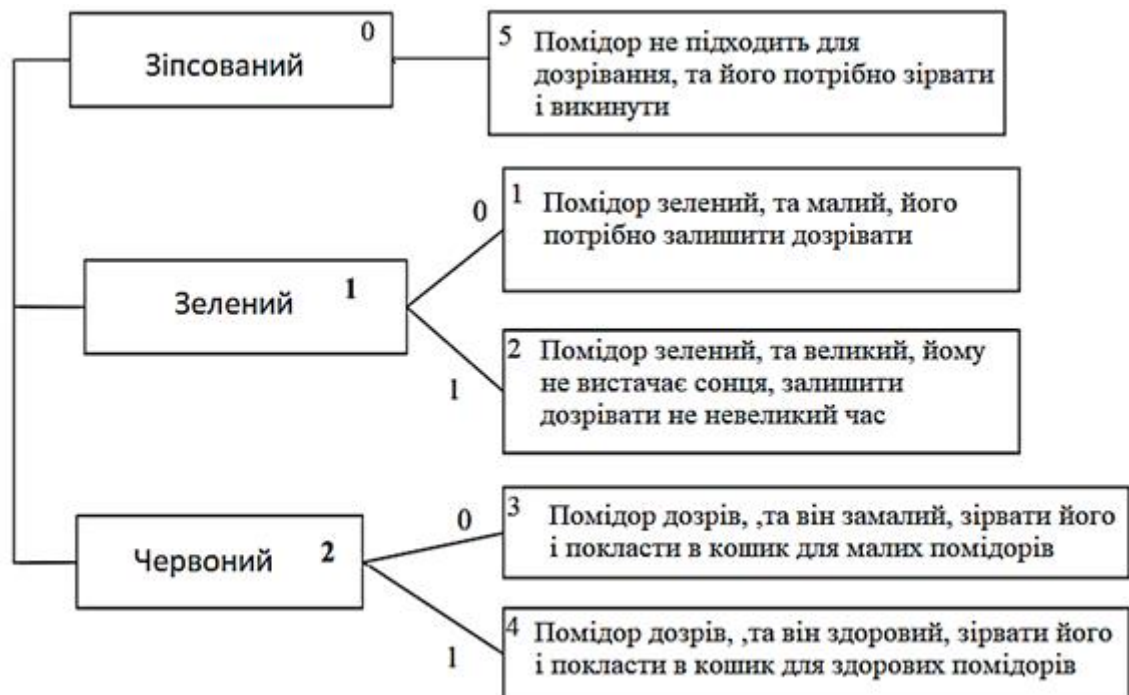 Зіпсований 0
5 Помідор не підходить для
дозрівання, та його потрібно зірвати
і викинути
Зелений 1
0
1 Помідор зелений, та малий, його
потрібно залишити дозрівати
1
2 Помідор зелений, та великий, йому
не вистачає сонця, залишити
дозрівати не невеликий час
Червоний 2
0
3 Помідор дозрів, ,та він замалий, зірвати його
і покласти в кошик для малих помідорів
1
4 Помідор дозрів, ,та він здоровий, зірвати його
і покласти в кошик для здорових помідорів